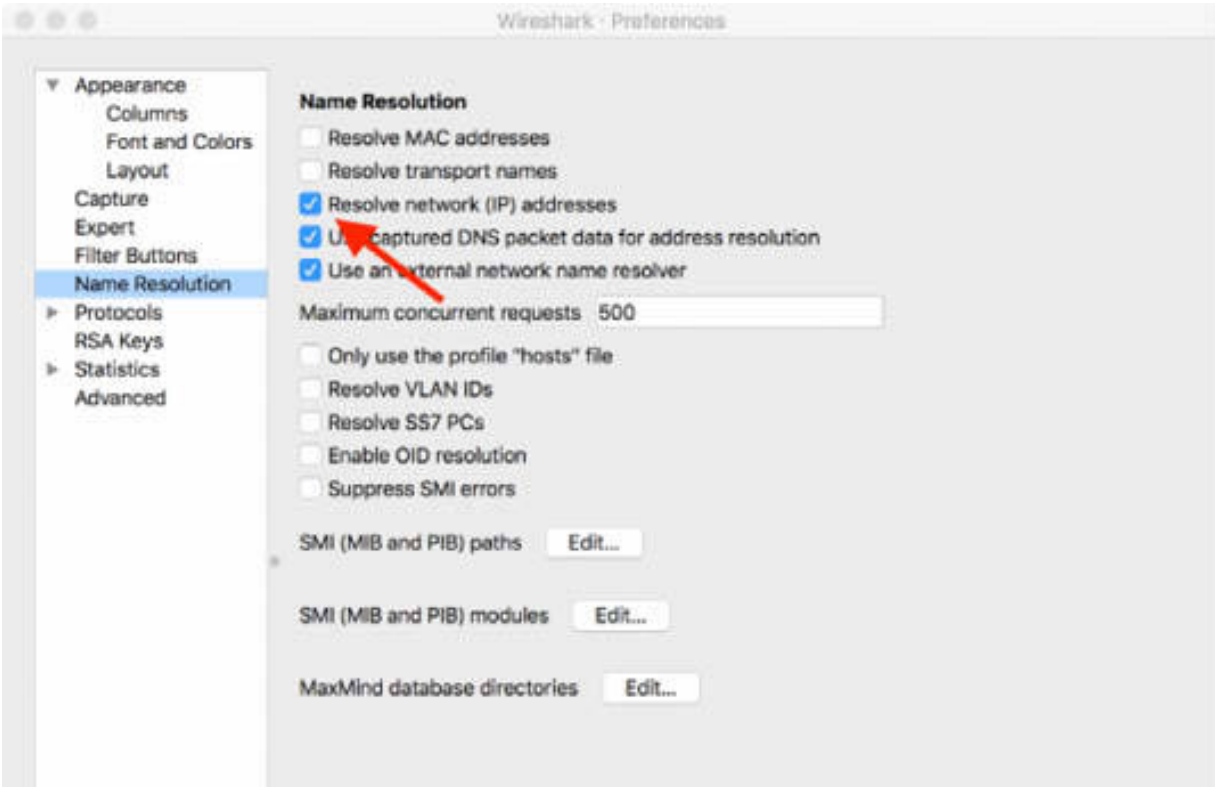 Wireshark · Preferences
Appearance
Columns
Font and Colors
Layout
Capture
Expert
Filter Buttons
Name Resolution
Protocols
RSA Keys
Statistics
Advanced
Name Resolution
Resolve MAC addresses
Resolve transport names
Resolve network (IP) addresses
Use captured DNS packet data for address resolution
Use an external network name resolver
Maximum concurrent requests 500
Only use the profile "hosts" file
Resolve VLAN IDs
Resolve SS7 PCs
Enable OID resolution
Suppress SMI errors
SMI (MIB and PIB) paths Edit...
SMI (MIB and PIB) modules Edit...
MaxMind database directories Edit...